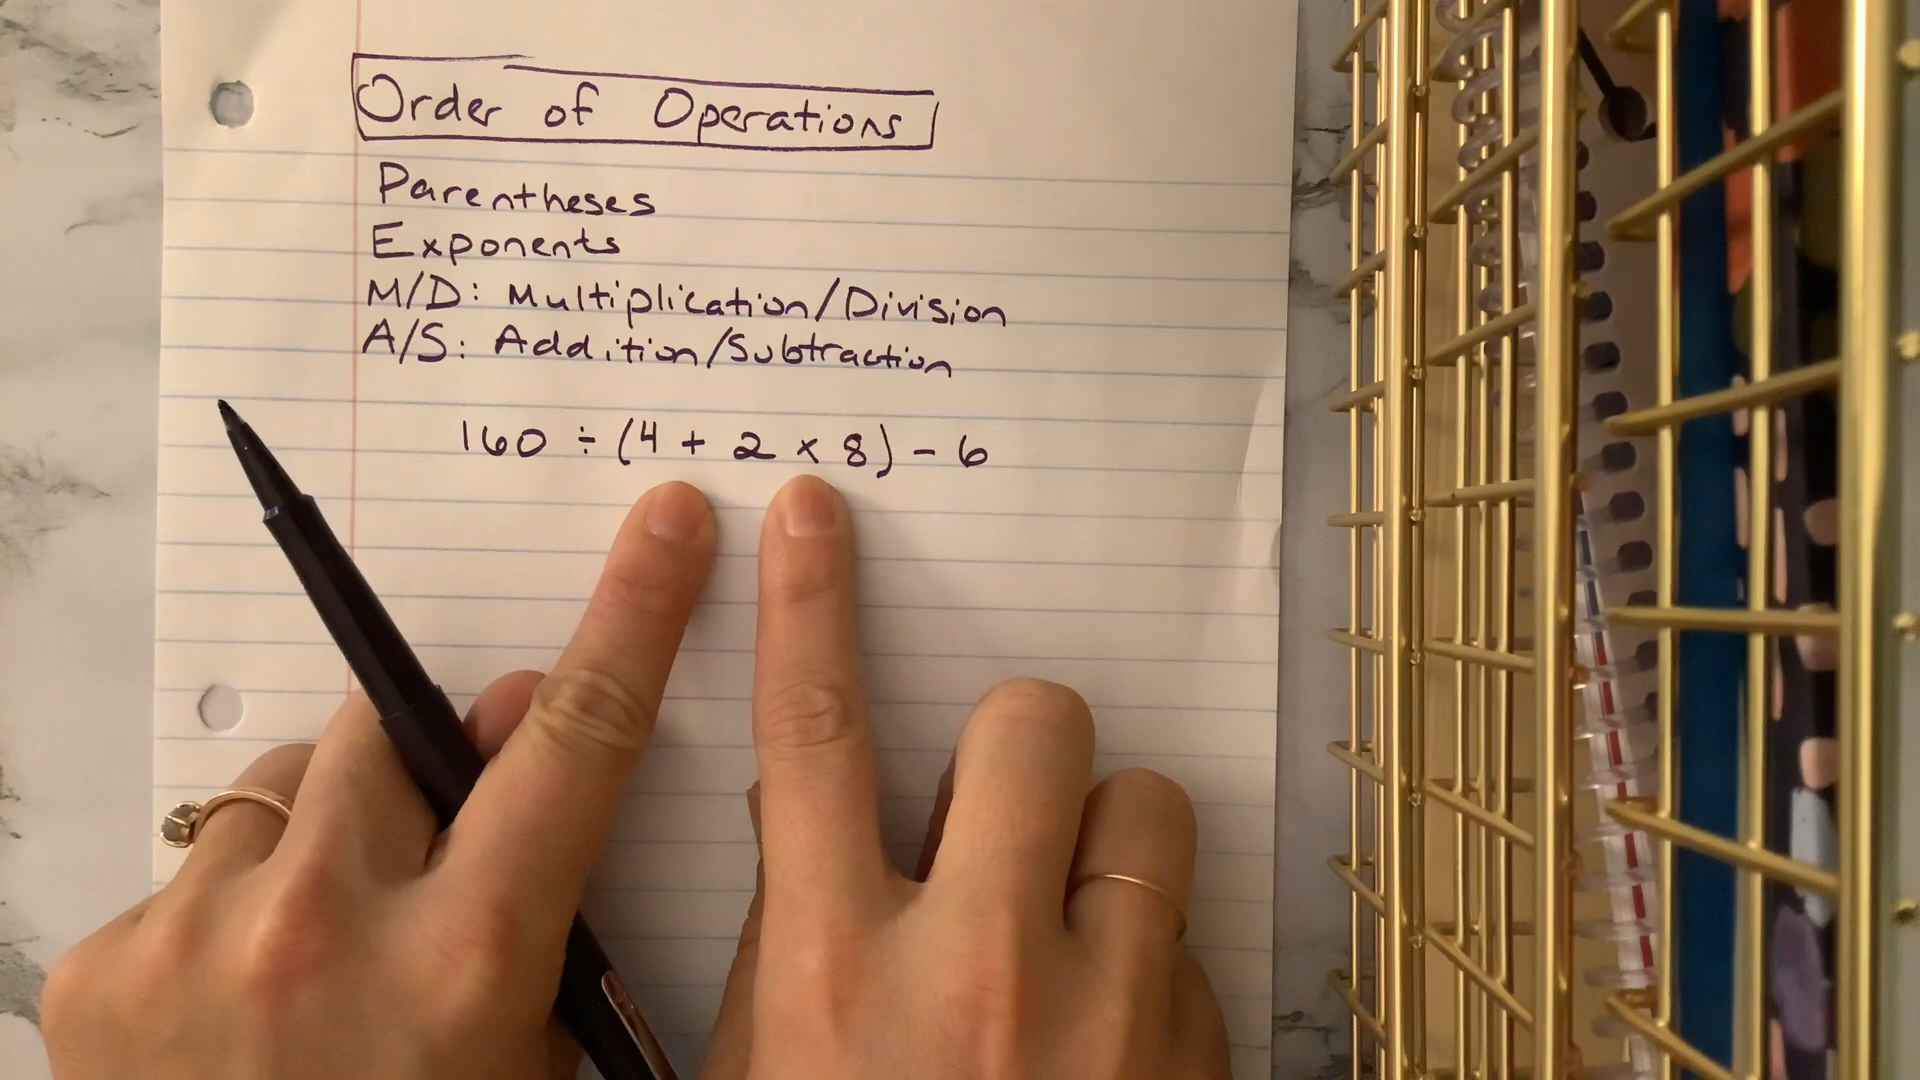 Order of Operations
Parentheses
Exponents
M/D: Multiplication/Division
A/S: Addition/Subtraction
160 ÷ (4 + 2 × 8) - 6